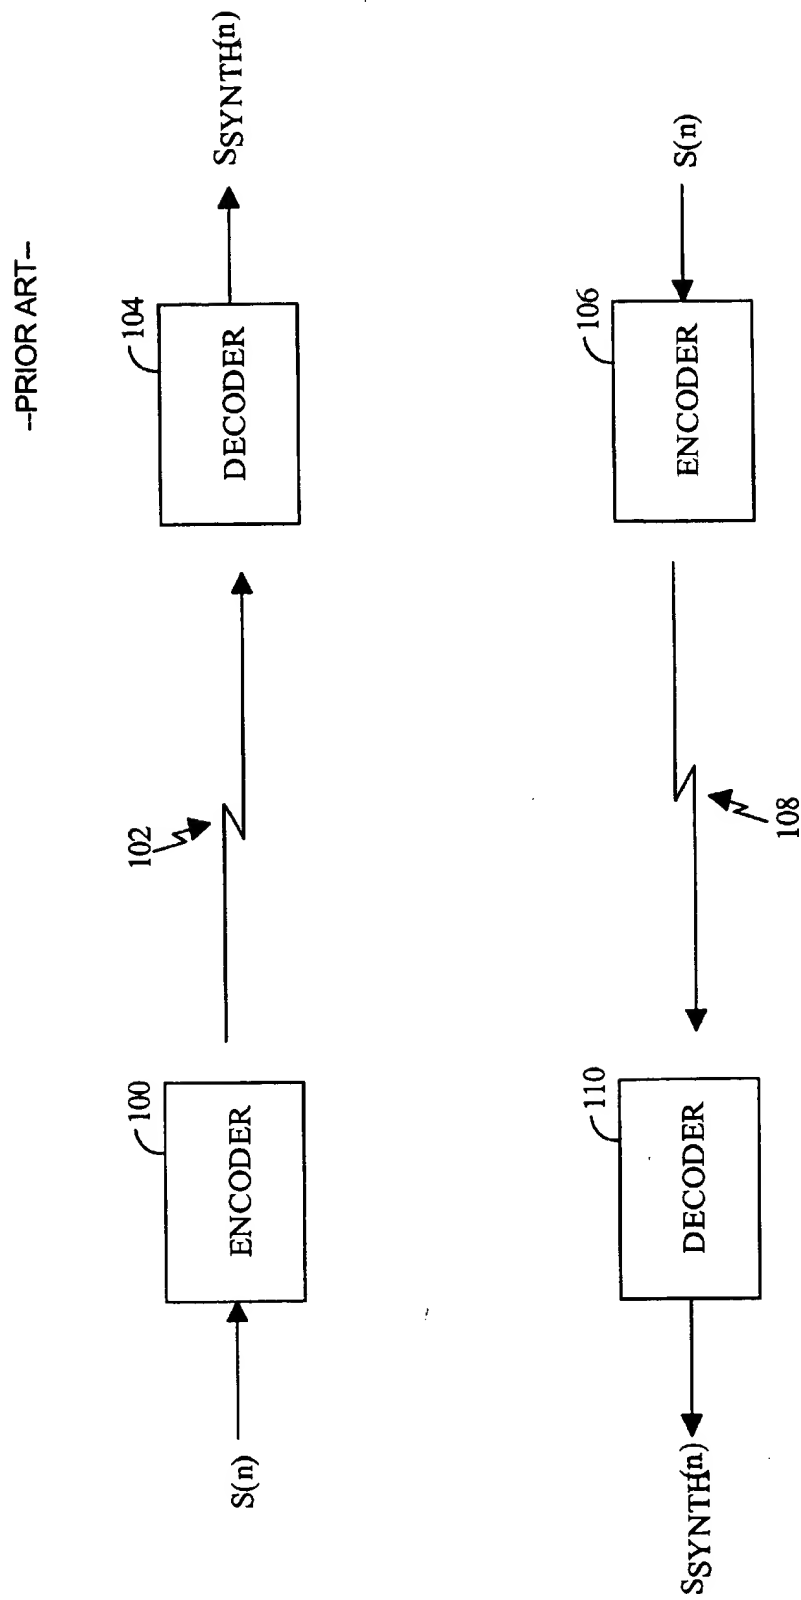 --PRIOR ART--
S(n)
ENCODER
100
102
DECODER
104
SSYNTH(n)
SSYNTH(n)
DECODER
110
108
ENCODER
106
S(n)